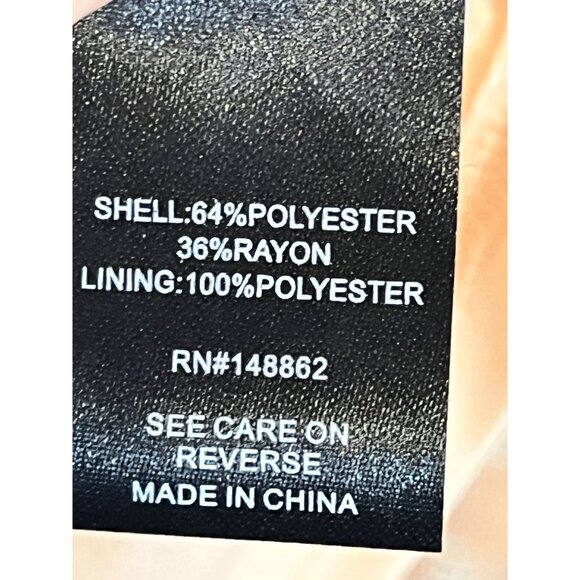 SHELL:64%POLYESTER
36%RAYON
LINING:100%POLYESTER
RN#148862
SEE CARE ON
REVERSE
MADE IN CHINA